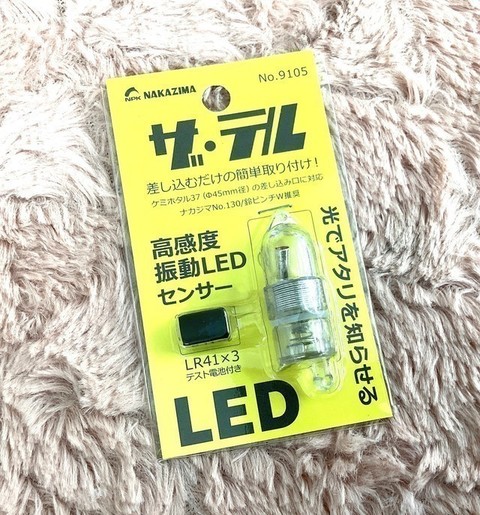 NPK NAKAZIMA
No.9105
ザ・デル
差し込むだけの簡単取り付け！
ケミホタル37（Φ45mm径）の差し込み口に対応
ナカジマNo.130/鈴ピンチW推奨
高感度
振動LED
センサー
光でアタリを知らせる
LR41×3
テスト電池付き
LED